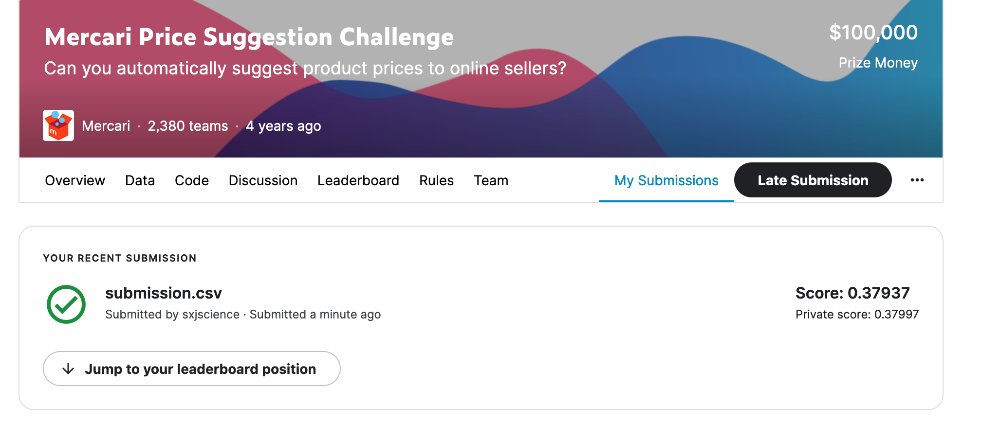 Mercari Price Suggestion Challenge
Can you automatically suggest product prices to online sellers?
$100,000
Prize Money
m
Mercari · 2,380 teams · 4 years ago
Overview Data Code Discussion Leaderboard Rules Team My Submissions Late Submission ···
YOUR RECENT SUBMISSION
submission.csv
Submitted by sxjscience · Submitted a minute ago
Score: 0.37937
Private score: 0.37997
Jump to your leaderboard position